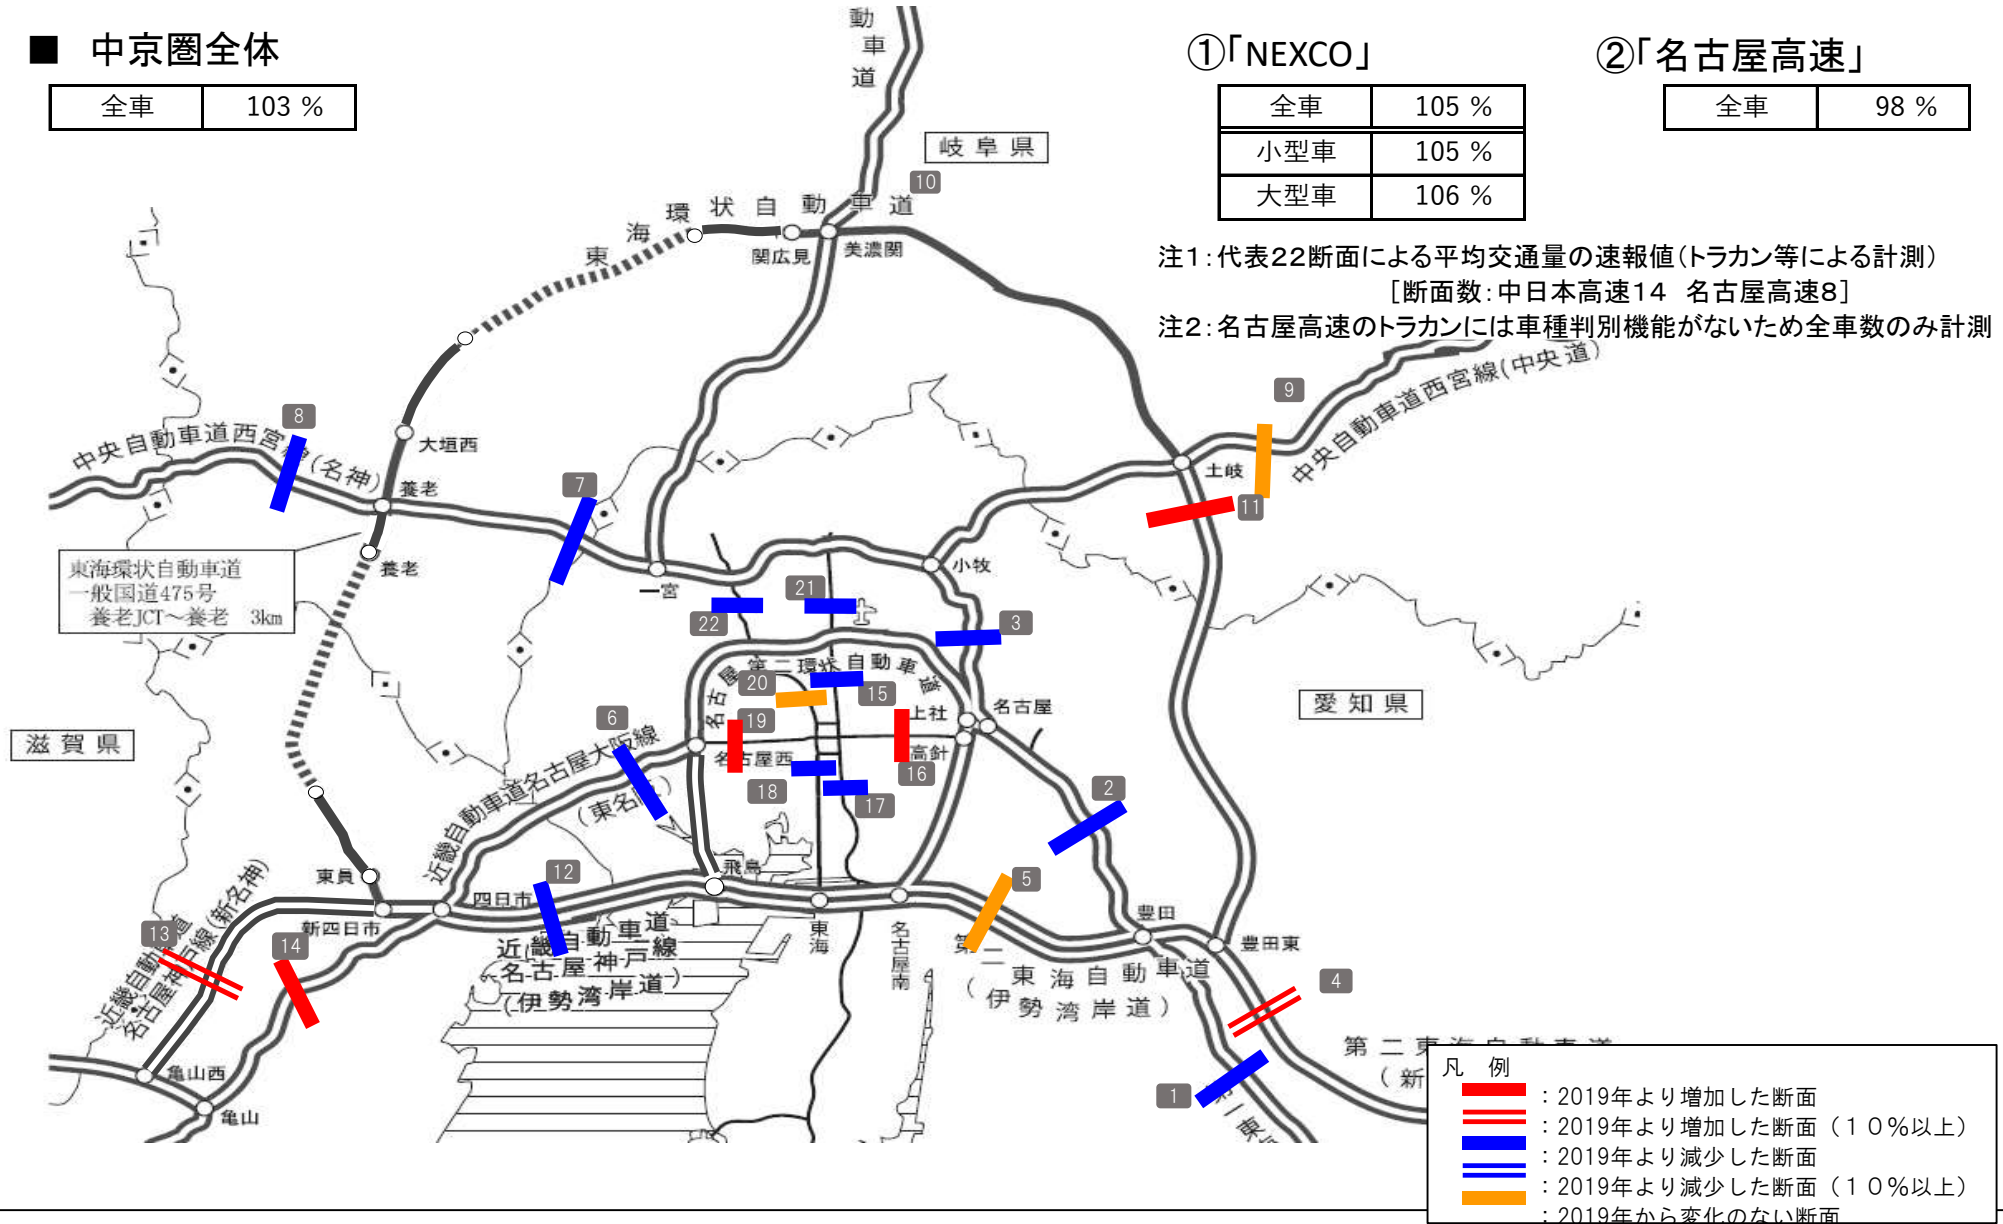 ■ 中京圏全体
全車 103 %
①「NEXCO」
全車 105 %
小型車 105 %
大型車 106 %
②「名古屋高速」
全車 98 %
注1：代表22断面による平均交通量の速報値（トラカン等による計測）
［断面数：中日本高速14 名古屋高速8］
注2：名古屋高速のトラカンには車種判別機能がないため全車数のみ計測
動車道
岐阜県
10
東海環状自動車道
関広見
美濃関
9
中央自動車道西宮線(中央道)
8
中央自動車道西宮線(名神)
大垣西
養老
7
土岐
11
養老
東海環状自動車道
一般国道475号
養老JCT～養老 3km
一宮
小牧
21
22
3
名古屋第二環状自動車道
20
15
19
上社
名古屋
愛知県
滋賀県
6
名古屋西
高針
16
18
17
2
近畿自動車道名古屋大阪線
(東名阪)
飛島
東員
12
5
四日市
新四日市
東海
名古屋南
豊田
豊田東
13
14
近畿自動車道
名古屋神戸線(新名神)
近畿自動車道
名古屋神戸線
(伊勢湾岸道)
第二東海自動車道
(伊勢湾岸道)
4
亀山西
亀山
1
第一東
第二東海自動車道
(新
凡 例
：2019年より増加した断面
：2019年より増加した断面（１０％以上）
：2019年より減少した断面
：2019年より減少した断面（１０％以上）
：2019年から変化のない断面